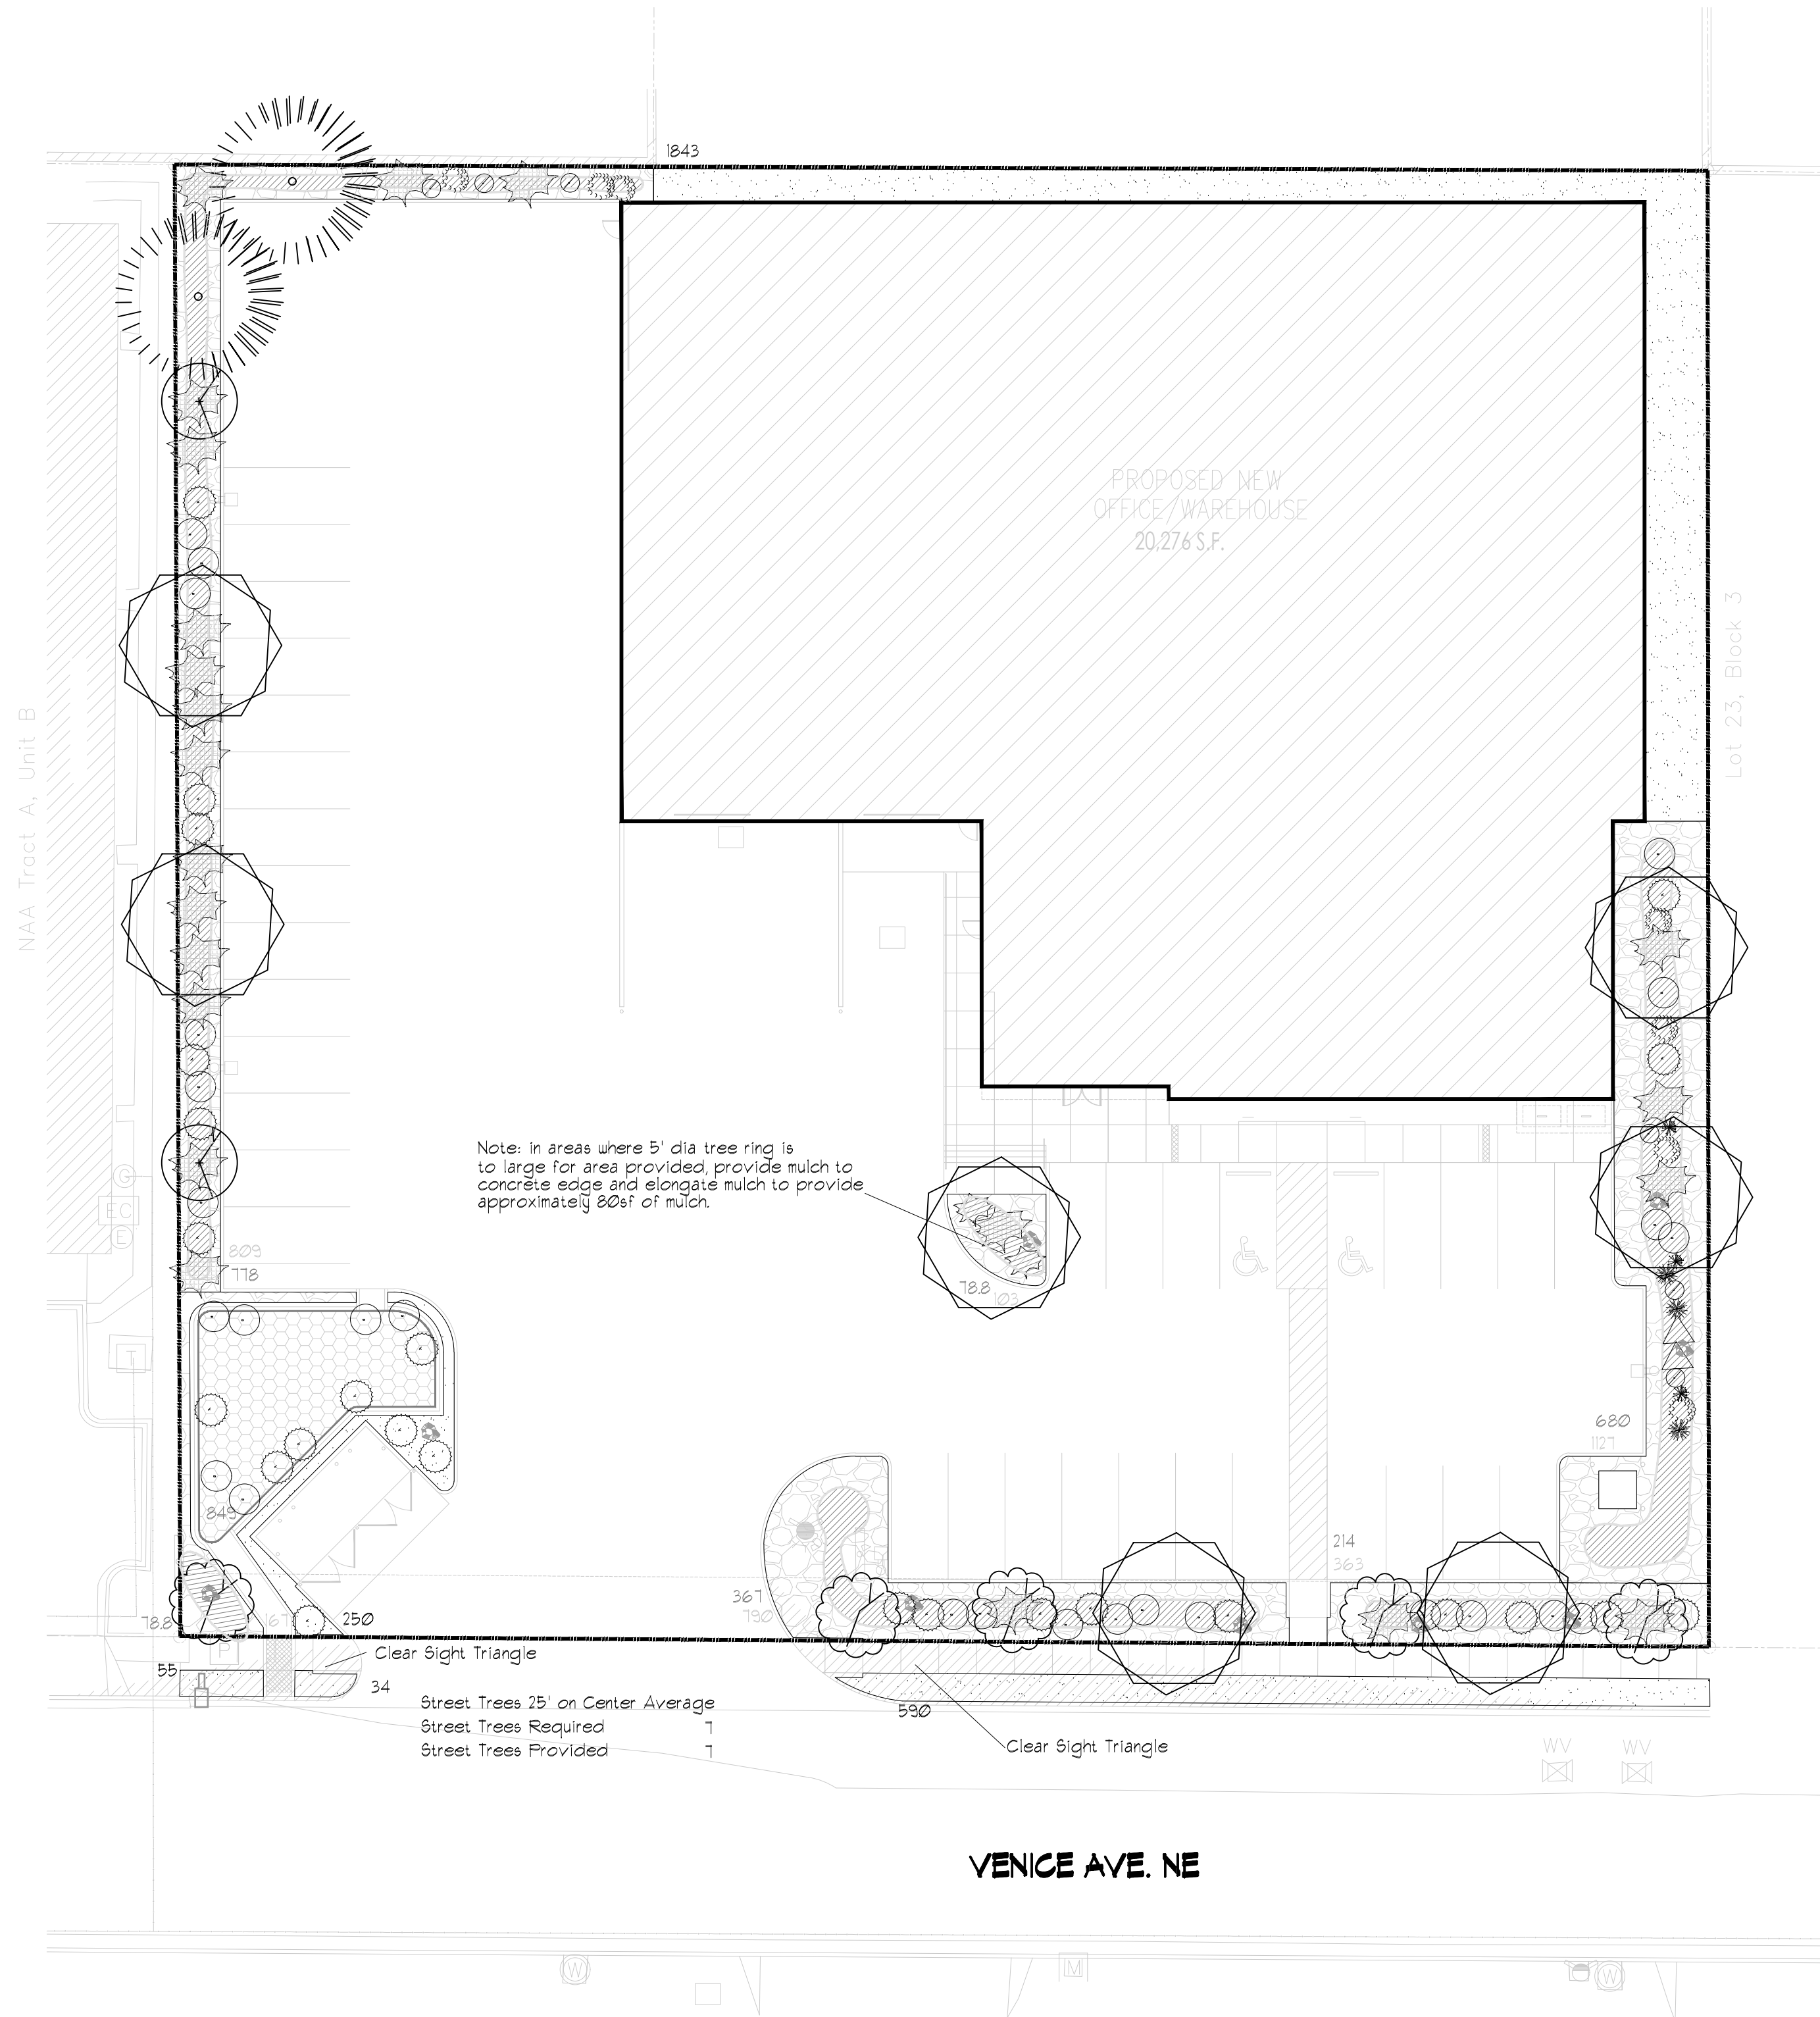 1843
PROPOSED NEW
OFFICE/WAREHOUSE
20,276 S.F.
Lot 23, Block 3
NAA Tract A, Unit B
Note: in areas where 5' dia tree ring is
to large for area provided, provide mulch to
concrete edge and elongate mulch to provide
approximately 80sf of mulch.
G
EC
E
809
778
78.8
103
T
680
1127
849
214
363
367
790
78.8
167
250
Clear Sight Triangle
55
34
Street Trees 25' on Center Average
Street Trees Required 7
Street Trees Provided 7
590
Clear Sight Triangle
WV
WV
VENICE AVE. NE
W
M
W